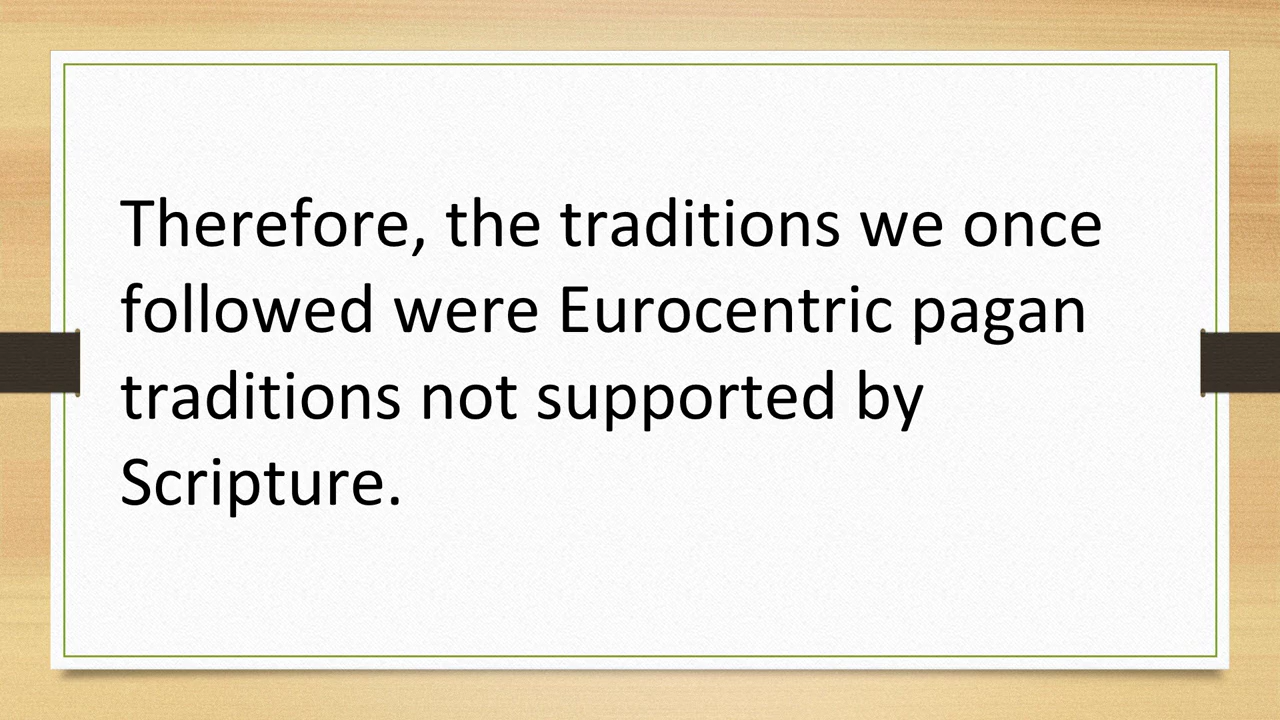 Therefore, the traditions we once
followed were Eurocentric pagan
traditions not supported by
Scripture.